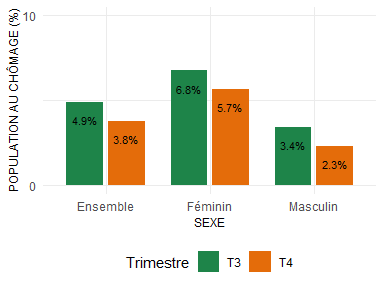 POPULATION AU CHÔMAGE (%)
10
0
4.9%
3.8%
6.8%
5.7%
3.4%
2.3%
Ensemble
Féminin
Masculin
SEXE
Trimestre
T3
T4